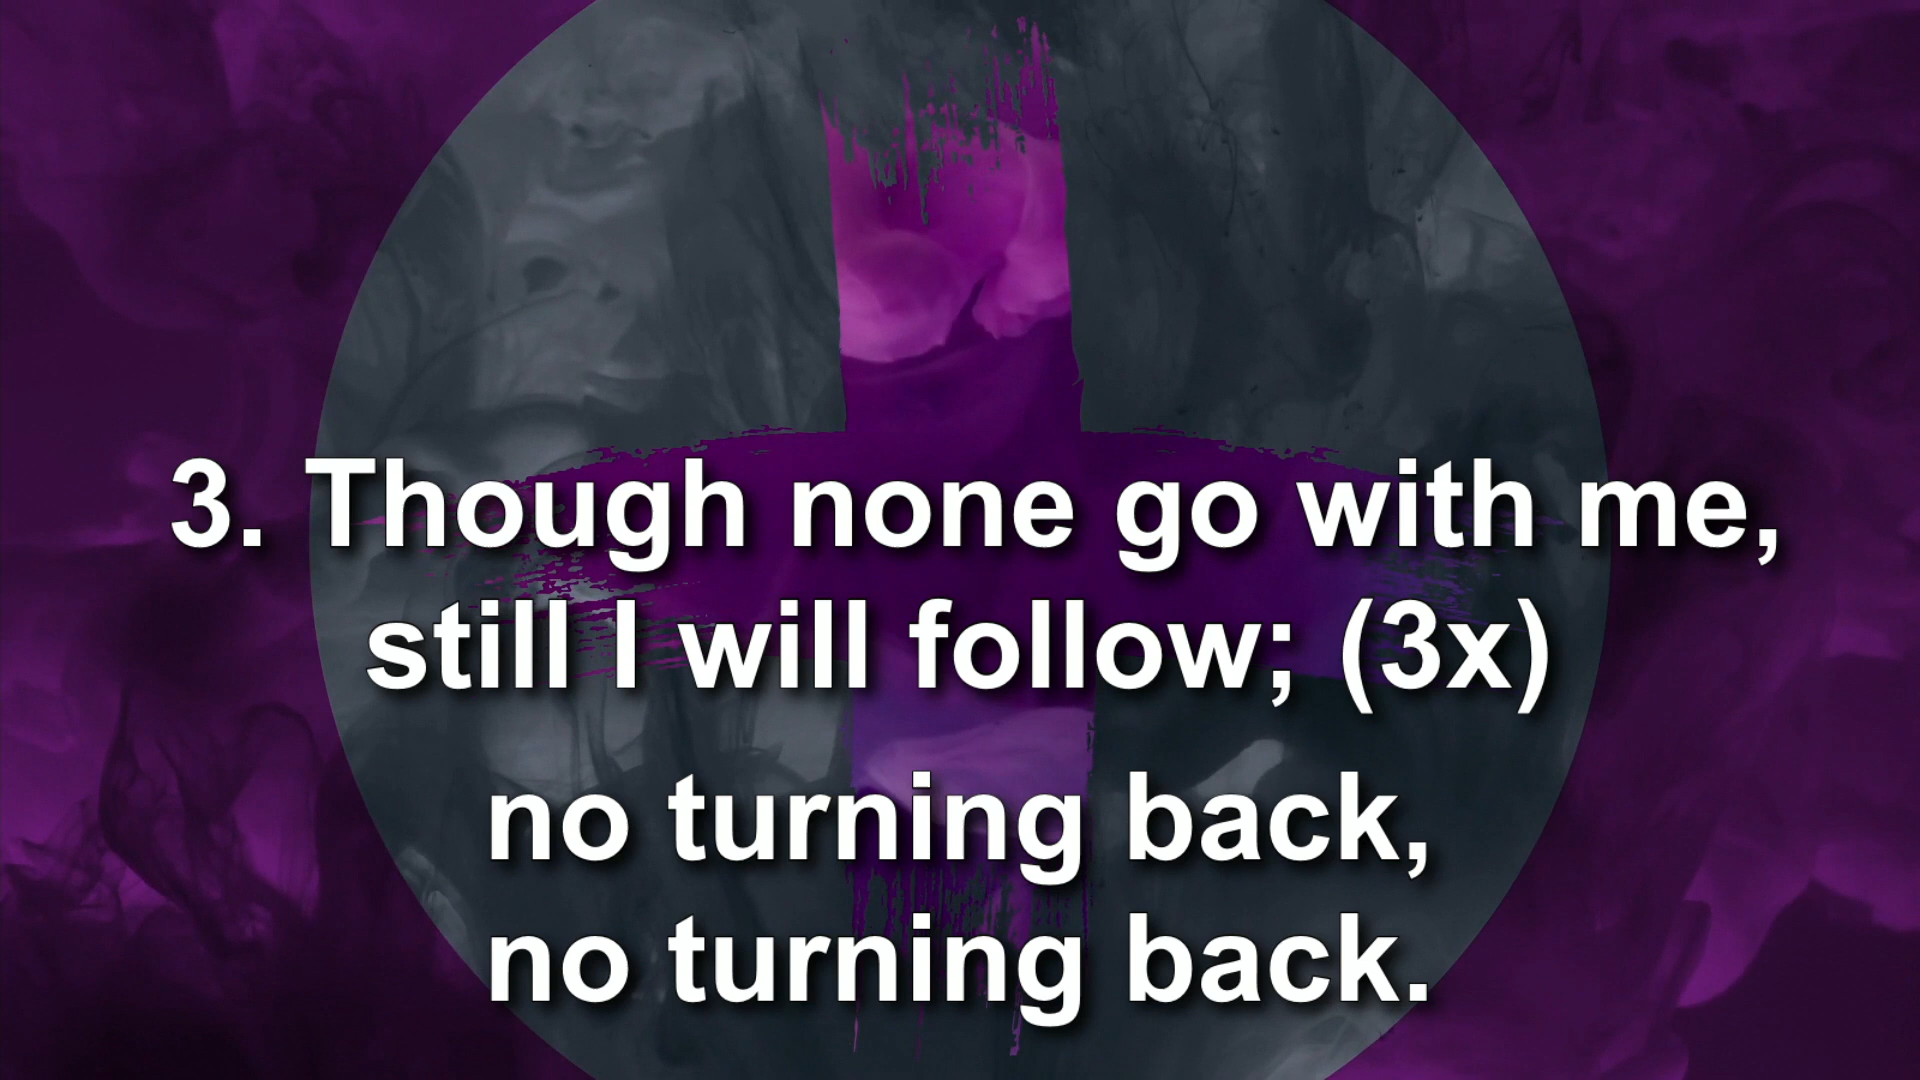 3. Though none go with me,
still I will follow; (3x)
no turning back,
no turning back.